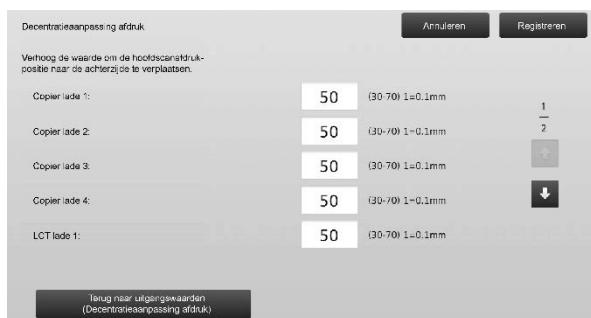 Decentratieaanpassing afdruk
Annuleren
Registreren
Verhoog de waarde om de hoofdscanafdruk-
positie naar de achterzijde te verplaatsen.
Copier lade 1: 50 (30-70) 1=0.1mm
Copier lade 2: 50 (30-70) 1=0.1mm
Copier lade 3: 50 (30-70) 1=0.1mm
Copier lade 4: 50 (30-70) 1=0.1mm
LCT lade 1: 50 (30-70) 1=0.1mm
1
2
Terug naar uitgangswaarden
(Decentratieaanpassing afdruk)